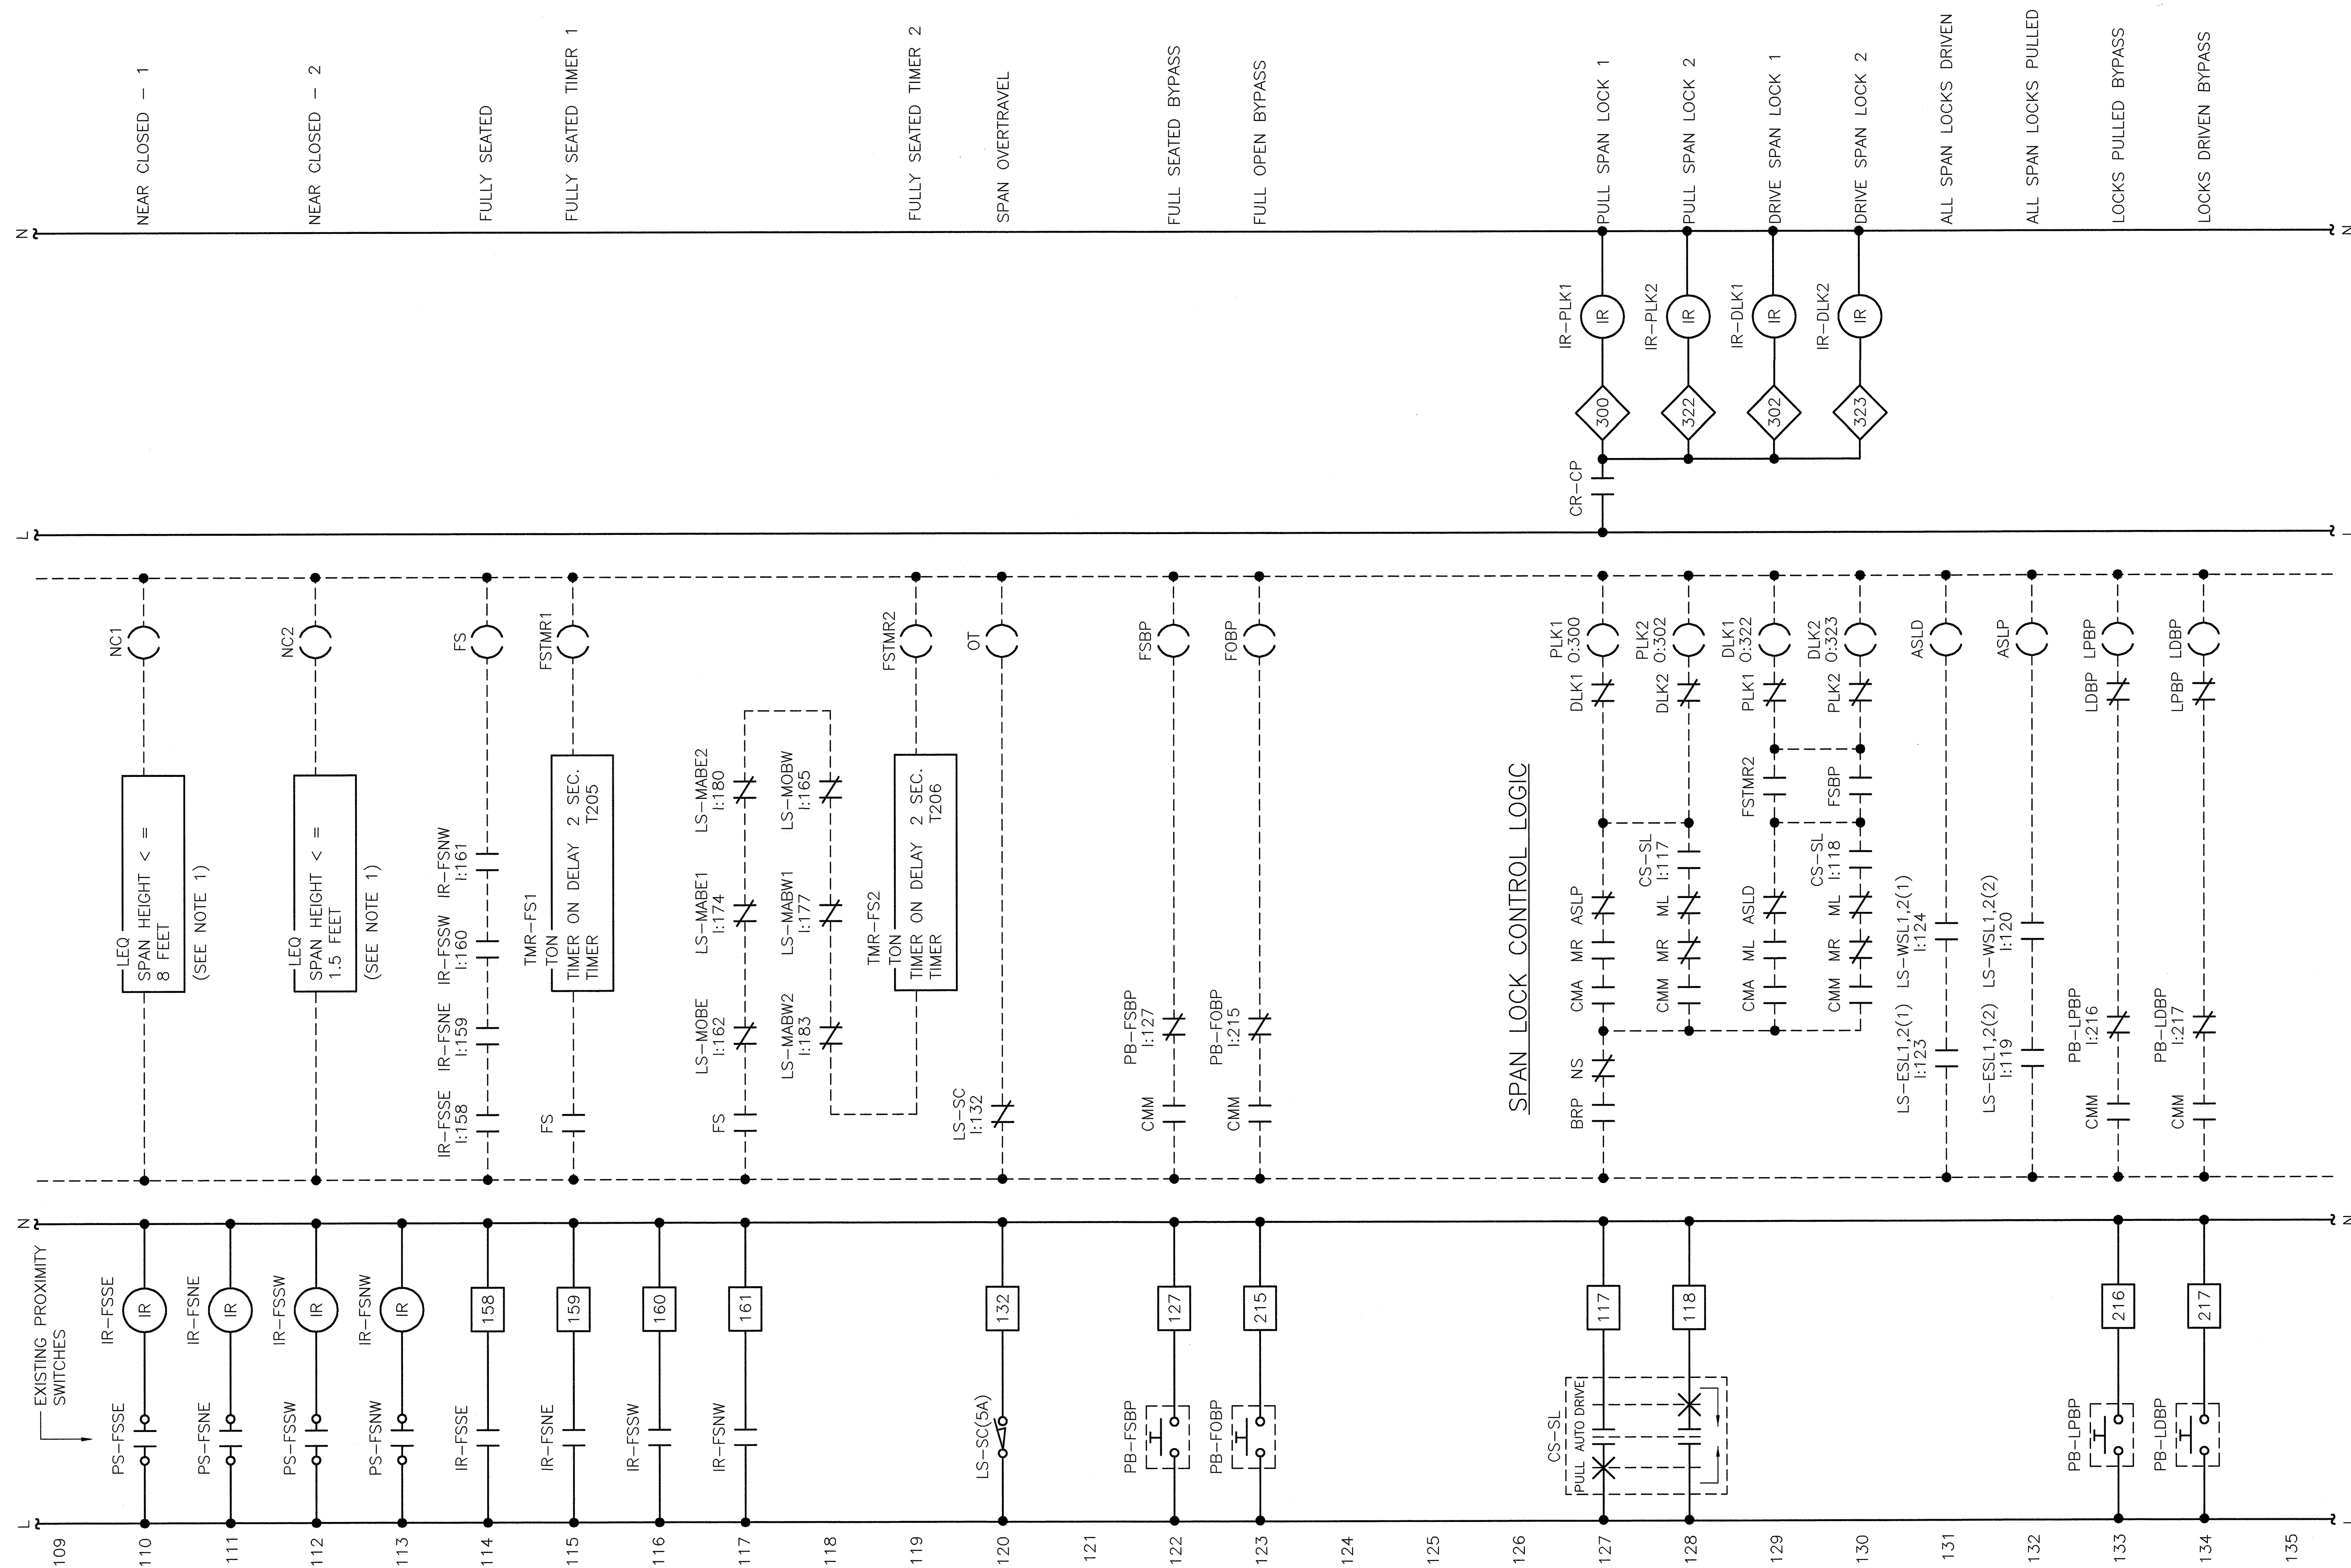 L
N
L
N
EXISTING PROXIMITY
SWITCHES
109
110
PS-FSSE
IR-FSSE
IR
LEQ
SPAN HEIGHT < =
8 FEET
(SEE NOTE 1)
NC1
NEAR CLOSED - 1
111
PS-FSNE
IR-FSNE
IR
112
PS-FSSW
IR-FSSW
IR
LEQ
SPAN HEIGHT < =
1.5 FEET
(SEE NOTE 1)
NC2
NEAR CLOSED - 2
113
PS-FSNW
IR-FSNW
IR
114
IR-FSSE
158
IR-FSSE
I:158
IR-FSNE
I:159
IR-FSSW
I:160
IR-FSNW
I:161
FS
FULLY SEATED
115
IR-FSNE
159
FS
TMR-FS1
TON
TIMER ON DELAY 2 SEC.
TIMER T205
FSTMR1
FULLY SEATED TIMER 1
116
IR-FSSW
160
117
IR-FSNW
161
FS
LS-MOBE
I:162
LS-MABE1
I:174
LS-MABE2
I:180
118
LS-MABW2
I:183
LS-MABW1
I:177
LS-MOBW
I:165
119
TMR-FS2
TON
TIMER ON DELAY 2 SEC.
TIMER T206
FSTMR2
FULLY SEATED TIMER 2
120
LS-SC(5A)
132
LS-SC
I:132
OT
SPAN OVERTRAVEL
121
122
PB-FSBP
127
CMM
PB-FSBP
I:127
FSBP
FULL SEATED BYPASS
123
PB-FOBP
215
CMM
PB-FOBP
I:215
FOBP
FULL OPEN BYPASS
124
125
126
SPAN LOCK CONTROL LOGIC
127
CS-SL
PULL AUTO DRIVE
117
BRP
NS
CMA
MR
ASLP
DLK1
PLK1
O:300
CR-CP
300
IR-PLK1
IR
PULL SPAN LOCK 1
128
118
CMM
MR
ML
CS-SL
I:117
DLK2
PLK2
O:302
322
IR-PLK2
IR
PULL SPAN LOCK 2
129
CMA
ML
ASLD
FSTMR2
PLK1
DLK1
O:322
302
IR-DLK1
IR
DRIVE SPAN LOCK 1
130
CMM
MR
ML
CS-SL
I:118
FSBP
PLK2
DLK2
O:323
323
IR-DLK2
IR
DRIVE SPAN LOCK 2
131
LS-ESL1,2(1)
I:123
LS-WSL1,2(1)
I:124
ASLD
ALL SPAN LOCKS DRIVEN
132
LS-ESL1,2(2)
I:119
LS-WSL1,2(2)
I:120
ASLP
ALL SPAN LOCKS PULLED
133
PB-LPBP
216
CMM
PB-LPBP
I:216
LDBP
LPBP
LOCKS PULLED BYPASS
134
PB-LDBP
217
CMM
PB-LDBP
I:217
LPBP
LDBP
LOCKS DRIVEN BYPASS
135
L
N
L
N